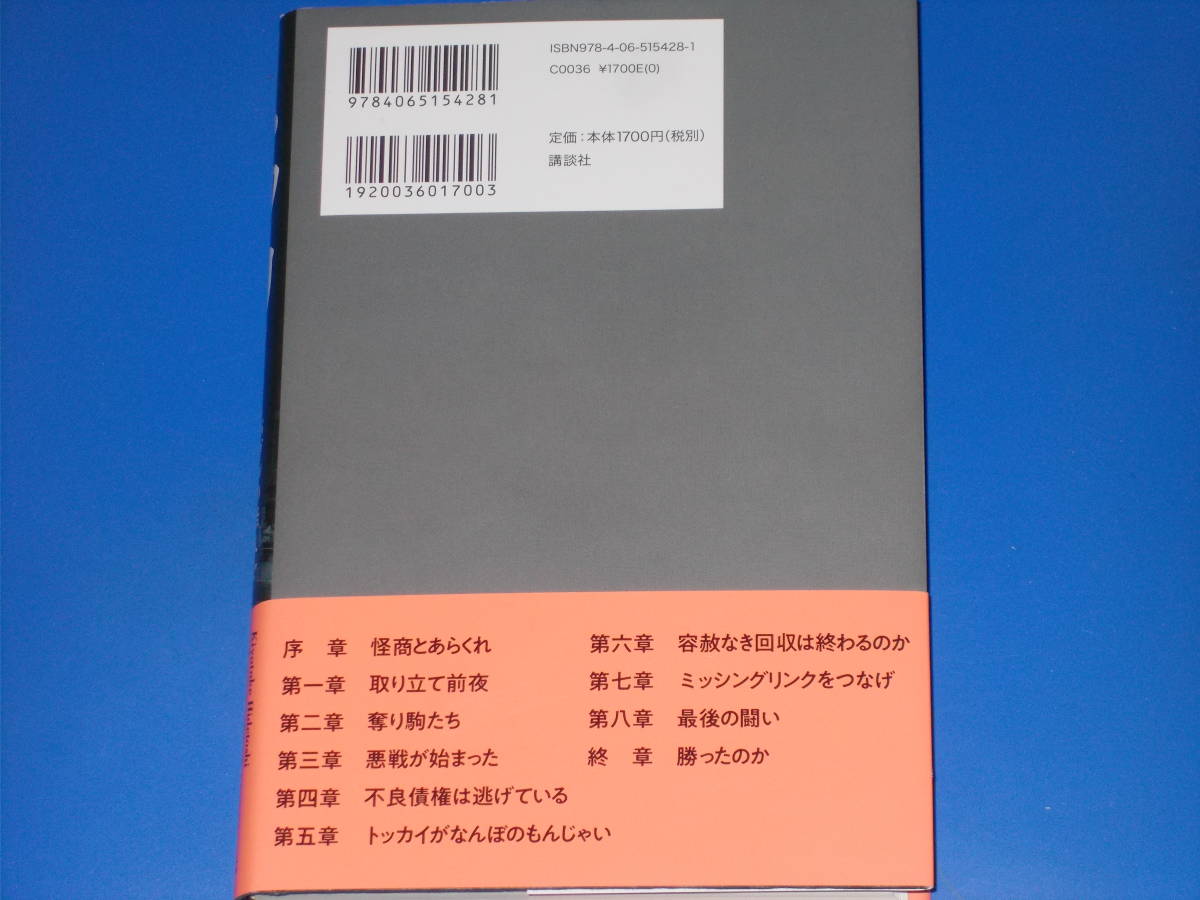 ISBN978-4-06-515428-1
C0036 ¥1700E(0)
9784065154281
定価：本体1700円(税別)
講談社
1920036017003
序章 怪商とあらくれ
第一章 取り立て前夜
第二章 奪り駒たち
第三章 悪戦が始まった
第四章 不良債権は逃げている
第五章 トッカイがなんぼのもんじゃい
第六章 容赦なき回収は終わるのか
第七章 ミッシングリンクをつなげ
第八章 最後の闘い
終章 勝ったのか
Kiyotake Hidetoshi